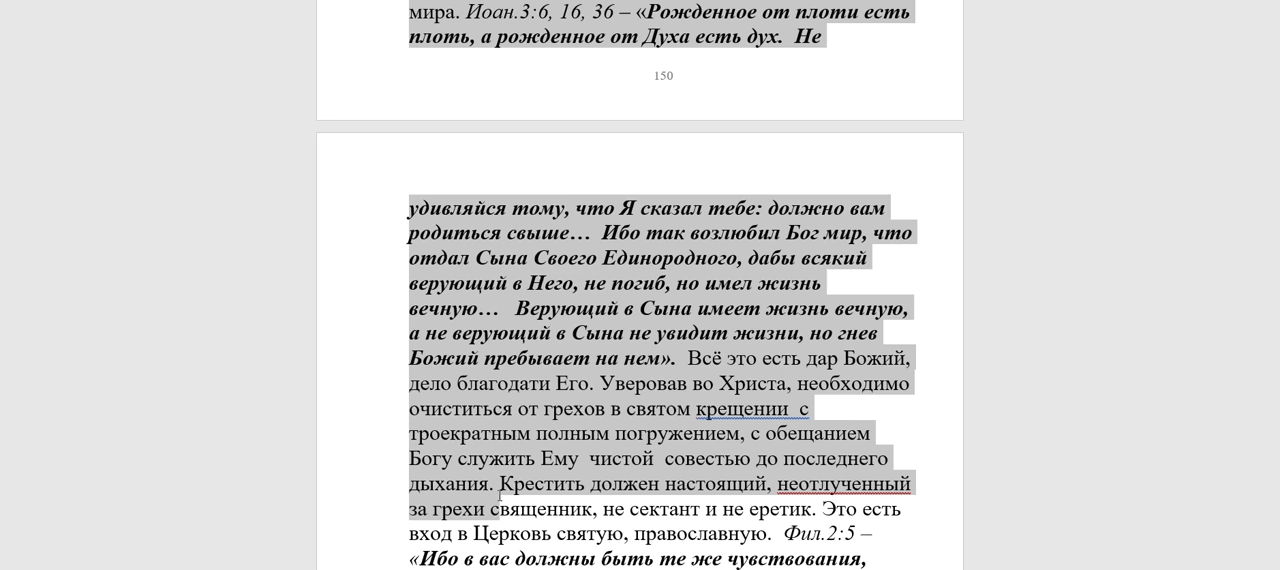 мира. Иоан.3:6, 16, 36 – «Рожденное от плоти есть
плоть, а рожденное от Духа есть дух.  Не
150
удивляйся тому, что Я сказал тебе: должно вам
родиться свыше…  Ибо так возлюбил Бог мир, что
отдал Сына Своего Единородного, дабы всякий
верующий в Него, не погиб, но имел жизнь
вечную…   Верующий в Сына имеет жизнь вечную,
а не верующий в Сына не увидит жизни, но гнев
Божий пребывает на нем».  Всё это есть дар Божий,
дело благодати Его. Уверовав во Христа, необходимо
очиститься от грехов в святом крещении  с
троекратным полным погружением, с обещанием
Богу служить Ему  чистой  совестью до последнего
дыхания. Крестить должен настоящий, неотлученный
за грехи священник, не сектант и не еретик. Это есть
вход в Церковь святую, православную.  Фил.2:5 –
«Ибо в вас должны быть те же чувствования,